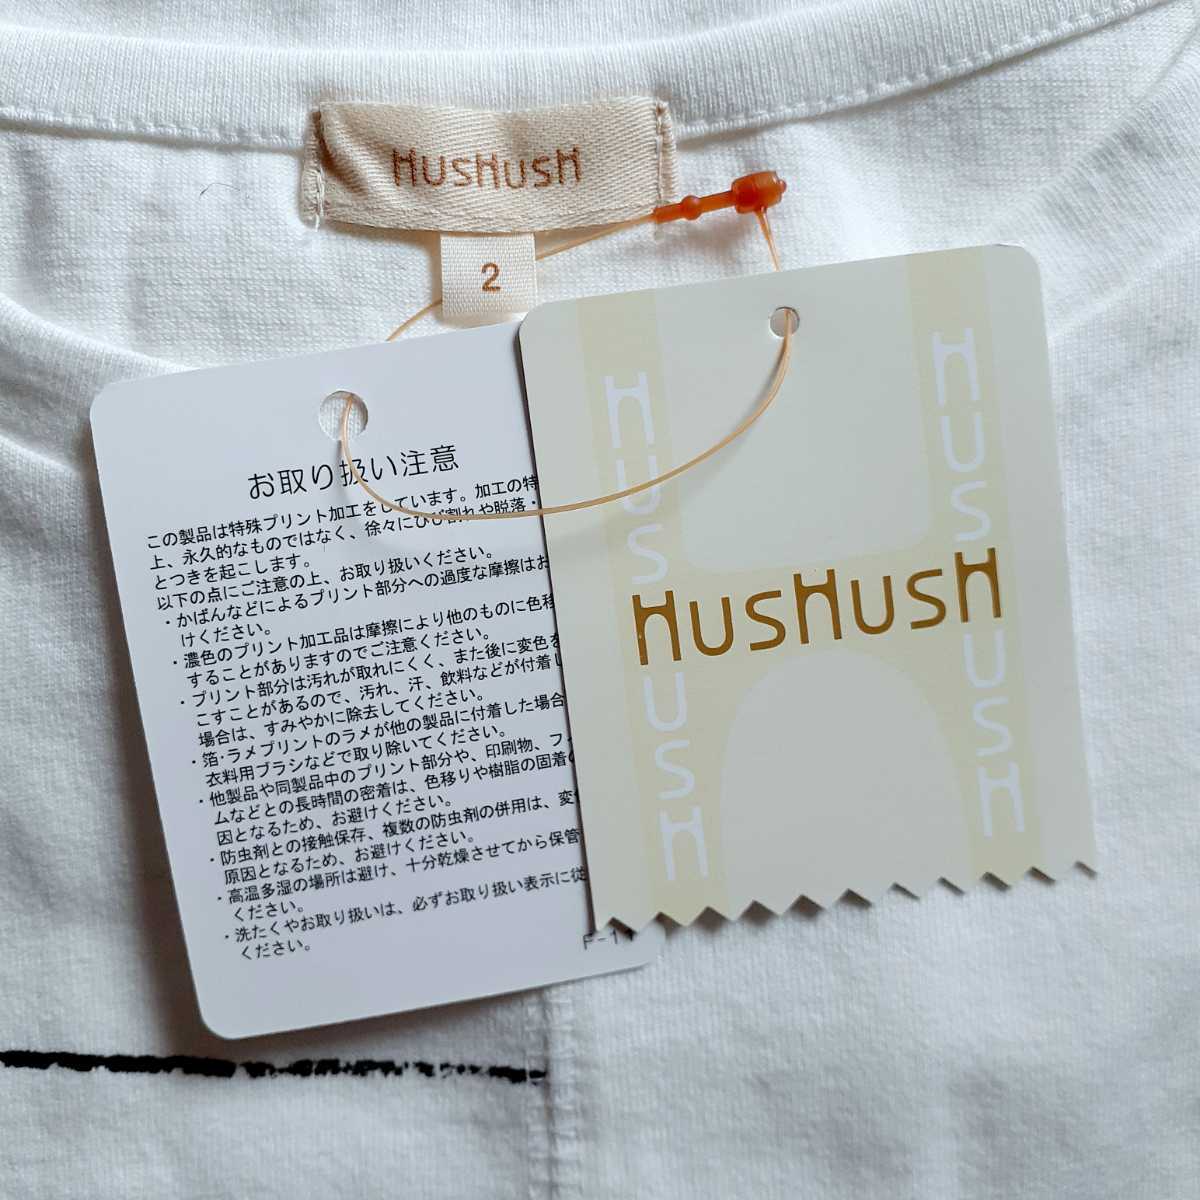 HUSHUSH
2
お取り扱い注意
この製品は特殊プリント加工をしています。加工の特
上、永久的なものではなく、徐々にひび割れや脱落・
とつきを起こします。
以下の点にご注意の上、お取り扱いください。
・かばんなどによるプリント部分への過度な摩擦はお
けください。
・濃色のプリント加工品は摩擦により他のものに色移
することがありますのでご注意ください。
・プリント部分は汚れが取れにくく、また後に変色を
こすことがあるので、汚れ、汗、飲料などが付着し
場合は、すみやかに除去してください。
・箔・ラメプリントのラメが他の製品に付着した場合
衣料用ブラシなどで取り除いてください。
・他製品や同製品中のプリント部分や、印刷物、フィ
ムなどとの長時間の密着は、色移りや樹脂の固着の
因となるため、お避けください。
・防虫剤との接触保存、複数の防虫剤の併用は、変
原因となるため、お避けください。
・高温多湿の場所は避け、十分乾燥させてから保管
ください。
・洗たくやお取り扱いは、必ずお取り扱い表示に従
ください。
HUSHUSH
HUSHUSH
HUSHUSH